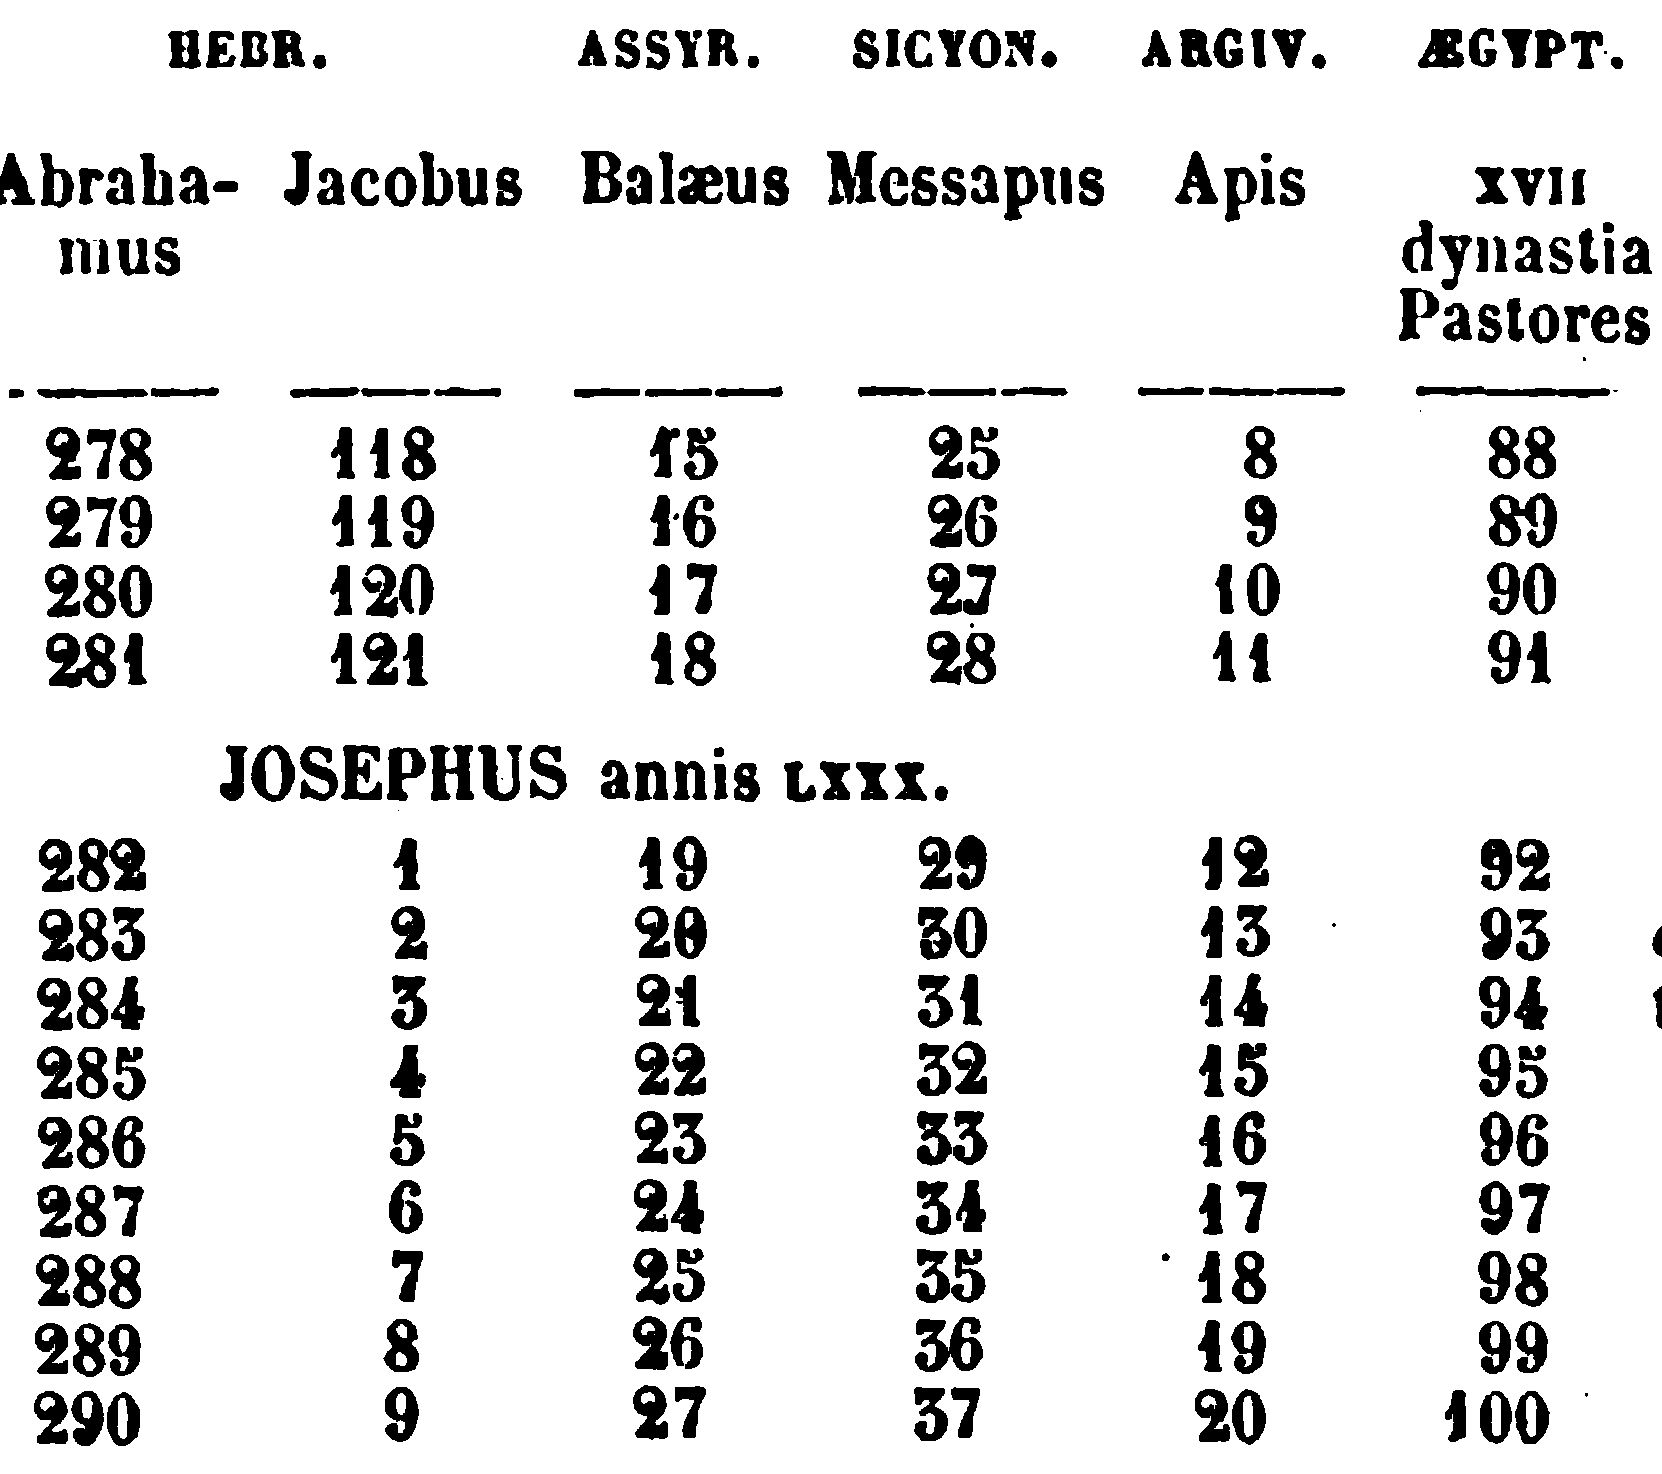 HEBR. ASSYR. SICYON. ARGIV. ÆGYPT.
Abraha- Jacobus Balæus Messapus Apis XVII
mus dynastia
Pastores
278 118 15 25 8 88
279 119 16 26 9 89
280 120 17 27 10 90
281 121 18 28 11 91
JOSEPHUS annis LXXX.
282 1 19 29 12 92
283 2 20 30 13 93
284 3 21 31 14 94
285 4 22 32 15 95
286 5 23 33 16 96
287 6 24 34 17 97
288 7 25 35 18 98
289 8 26 36 19 99
290 9 27 37 20 100